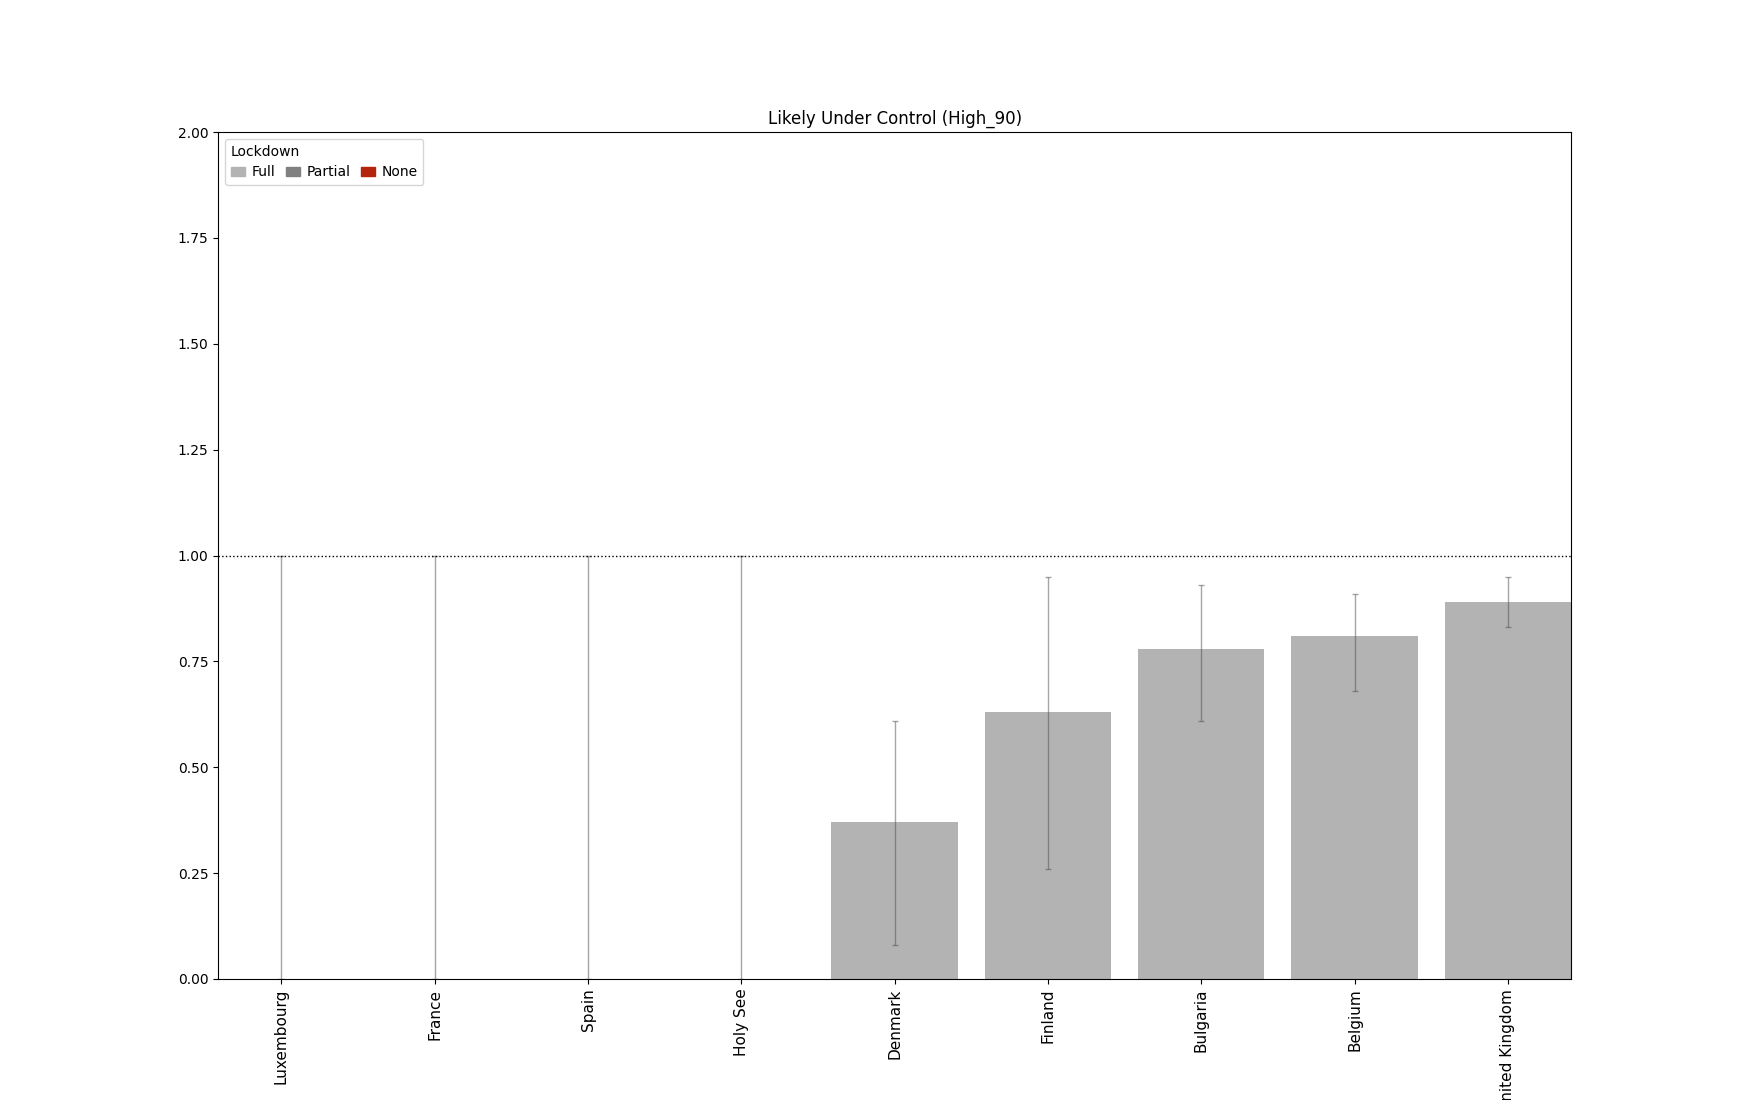 Likely Under Control (High_90)
2.00
Lockdown
Full Partial None
1.75
1.50
1.25
1.00
0.75
0.50
0.25
0.00
Luxembourg
France
Spain
Holy See
Denmark
Finland
Bulgaria
Belgium
nited Kingdom